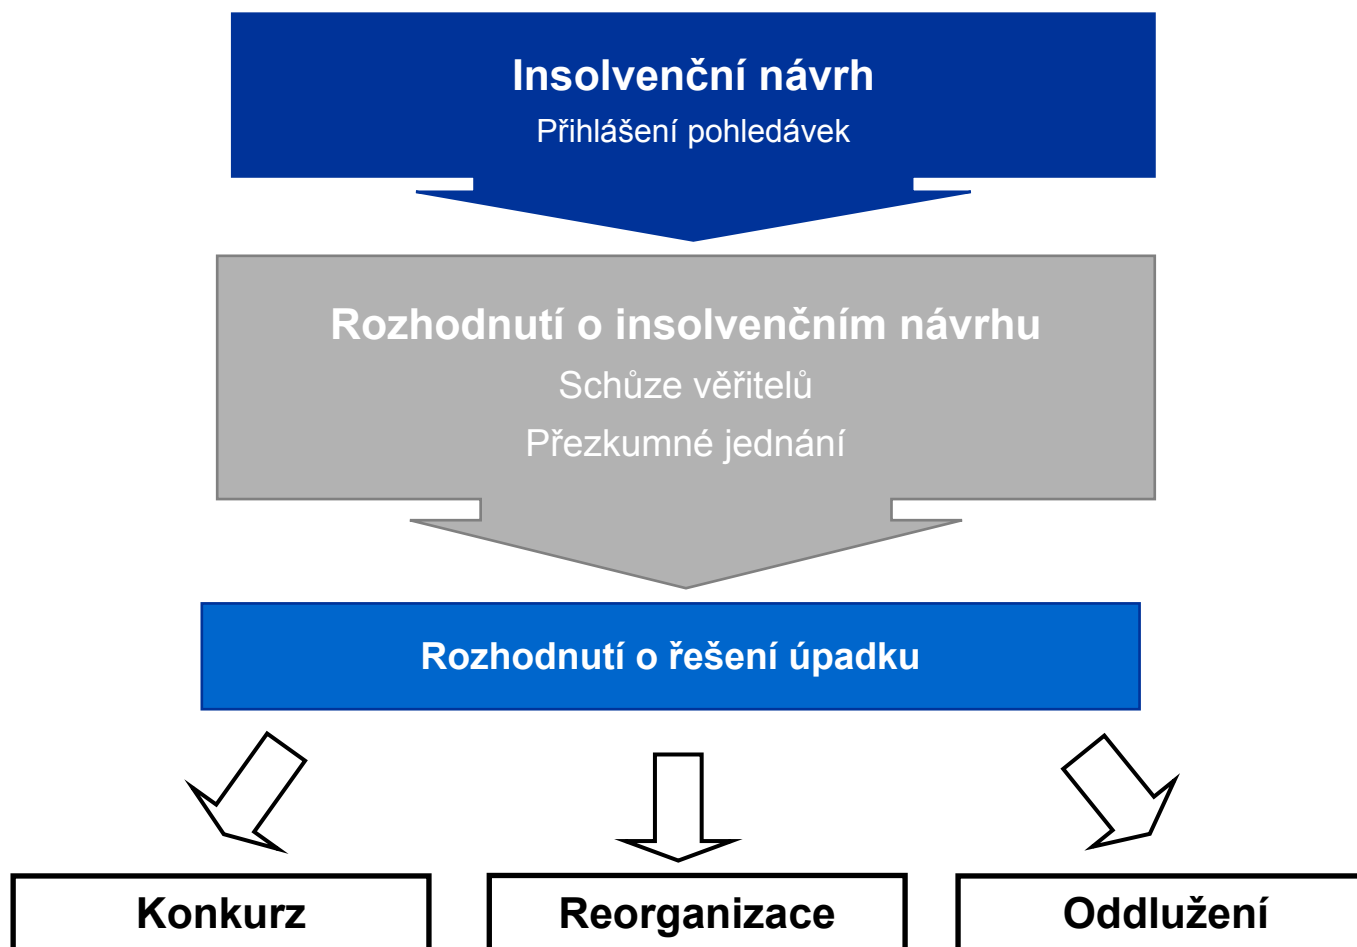 Insolvenční návrh
Přihlášení pohledávek
Rozhodnutí o insolvenčním návrhu
Schůze věřitelů
Přezkumné jednání
Rozhodnutí o řešení úpadku
Konkurz
Reorganizace
Oddlužení